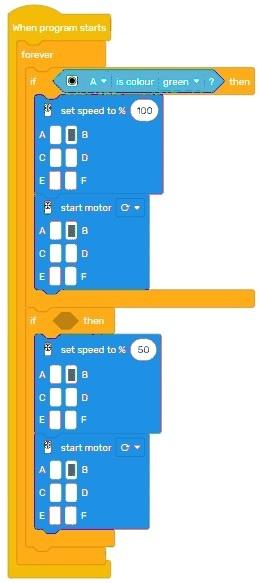 When program starts
forever
if A is colour green ? then
set speed to % 100
A B
C D
E F
start motor
A B
C D
E F
if then
set speed to % 50
A B
C D
E F
start motor
A B
C D
E F